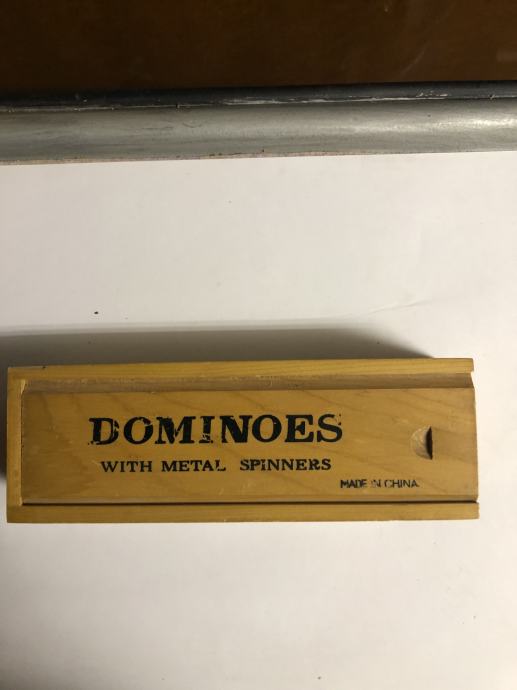 DOMINOES
WITH METAL SPINNERS
MADE IN CHINA